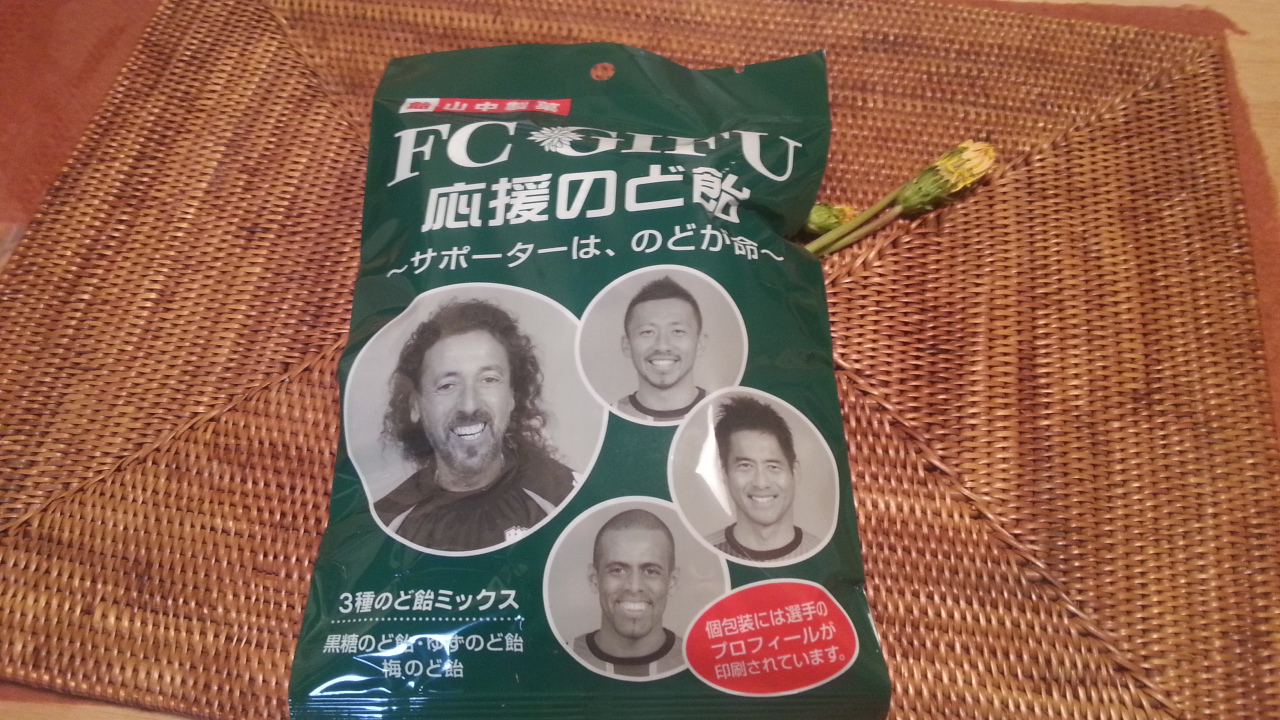 飴 山中製菓
FC GIFU
応援のど飴
～サポーターは、のどが命～
3種のど飴ミックス
黒糖のど飴・ゆずのど飴
梅のど飴
個包装には選手の
プロフィールが
印刷されています。